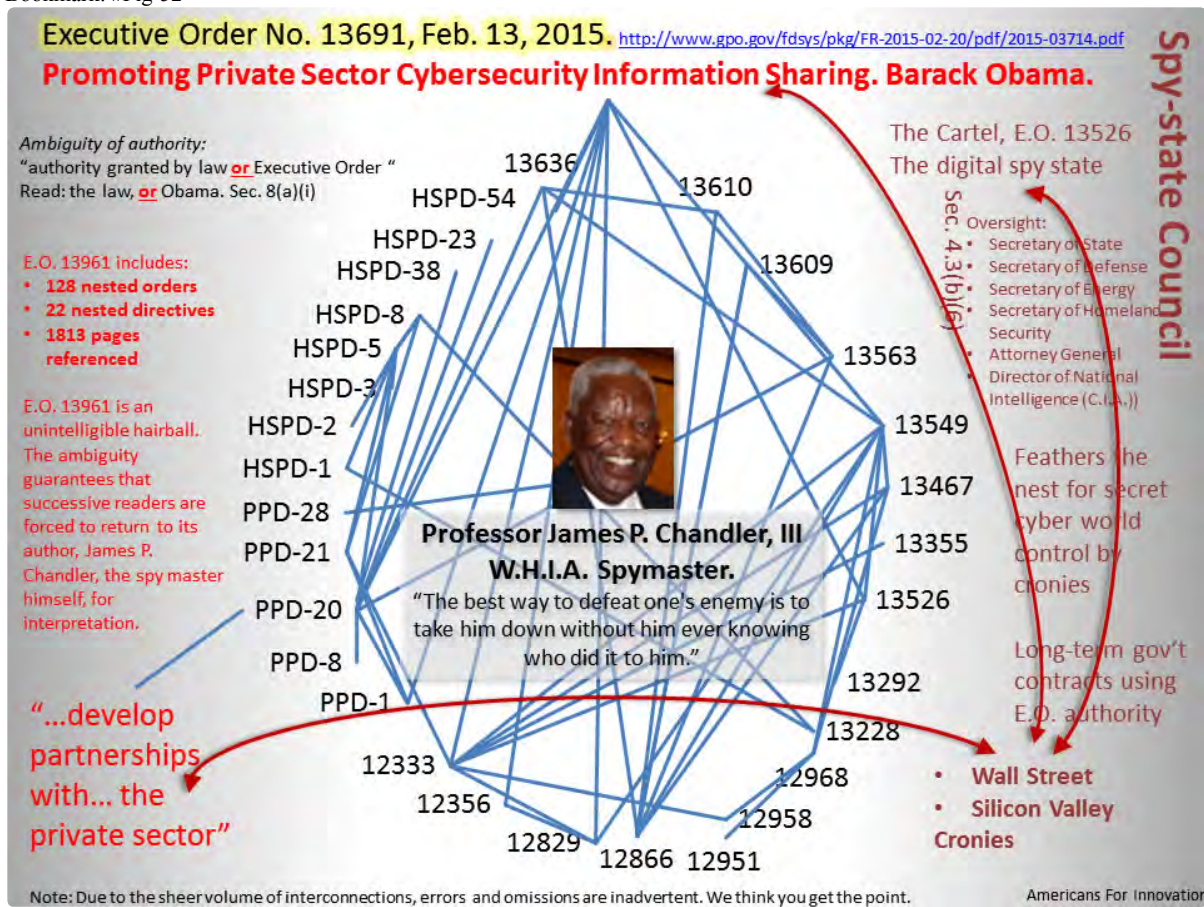 Executive Order No. 13691, Feb. 13, 2015. http://www.gpo.gov/fdsys/pkg/FR-2015-02-20/pdf/2015-03714.pdf
Promoting Private Sector Cybersecurity Information Sharing. Barack Obama.
Spy-state Council
Ambiguity of authority:
“authority granted by law or Executive Order “
Read: the law, or Obama. Sec. 8(a)(i)
E.O. 13961 includes:
• 128 nested orders
• 22 nested directives
• 1813 pages
referenced
E.O. 13961 is an
unintelligible hairball.
The ambiguity
guarantees that
successive readers are
forced to return to its
author, James P.
Chandler, the spy master
himself, for
interpretation.
“…develop
partnerships
with… the
private sector”
13636
HSPD-54
HSPD-23
HSPD-38
HSPD-8
HSPD-5
HSPD-3
HSPD-2
HSPD-1
PPD-28
PPD-21
PPD-20
PPD-8
PPD-1
12333
12356
12829
12866
12951
12958
12968
13228
13292
13526
13355
13467
13549
13563
13609
13610
Professor James P. Chandler, III
W.H.I.A. Spymaster.
“The best way to defeat one's enemy is to
take him down without him ever knowing
who did it to him.”
The Cartel, E.O. 13526
The digital spy state
Sec. 4.3(b)(6)
Oversight:
• Secretary of State
• Secretary of Defense
• Secretary of Energy
• Secretary of Homeland
Security
• Attorney General
• Director of National
Intelligence (C.I.A.))
Feathers the
nest for secret
cyber world
control by
cronies
Long-term gov't
contracts using
E.O. authority
• Wall Street
• Silicon Valley
Cronies
Note: Due to the sheer volume of interconnections, errors and omissions are inadvertent. We think you get the point.
Americans For Innovation